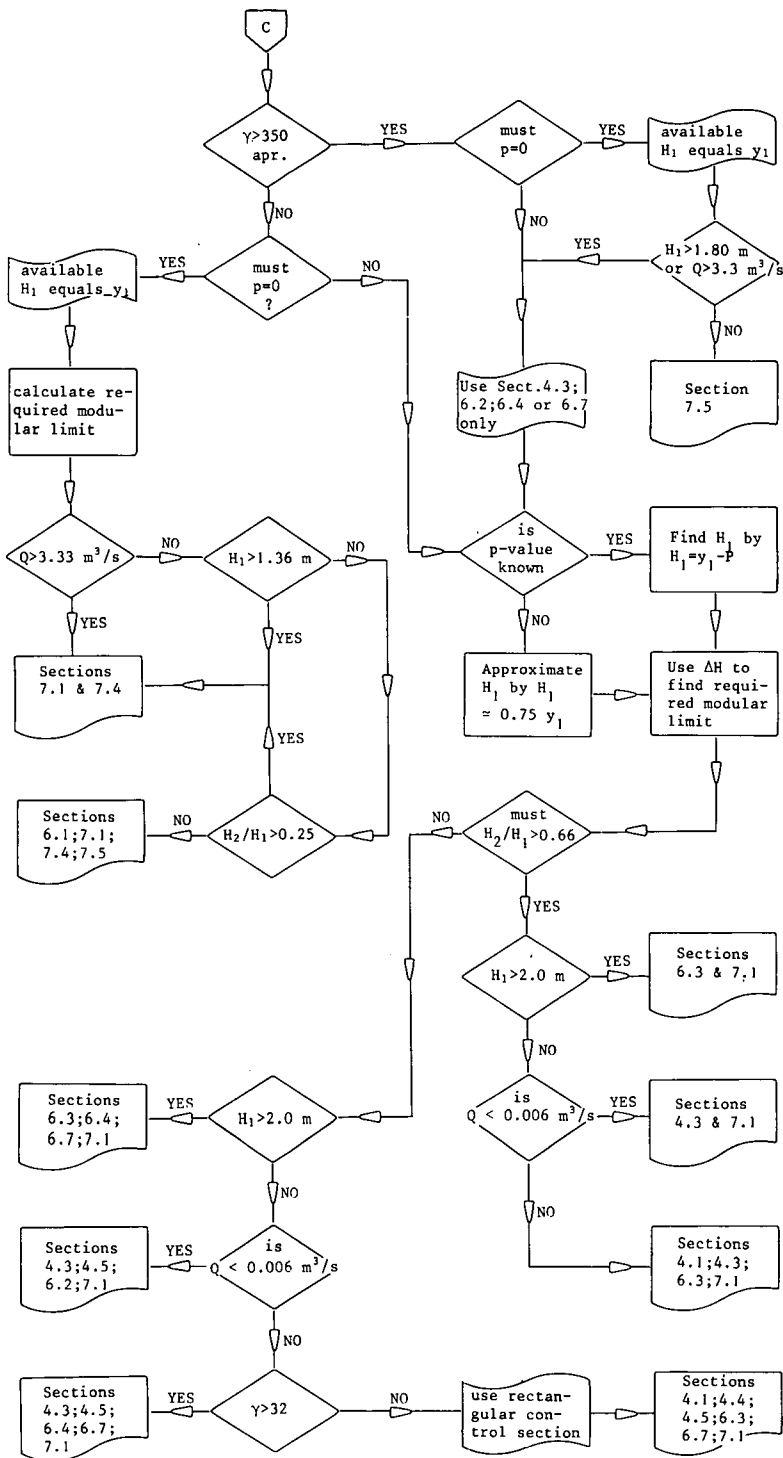 C
γ>350
apr.
YES
must
p=0
YES
available
H₁ equals y₁
NO
NO
YES
H₁>1.80 m
or Q>3.3 m³/s
available
H₁ equals y₁
YES
must
p=0
?
NO
NO
Use Sect.4.3;
6.2;6.4 or 6.7
only
Section
7.5
calculate re-
quired modu-
lar limit
Q>3.33 m³/s
NO
H₁>1.36 m
NO
is
p-value
known
YES
Find H₁ by
H₁=y₁-P
YES
YES
NO
Sections
7.1 & 7.4
Approximate
H₁ by H₁
≃ 0.75 y₁
Use ΔH to
find requi-
red modular
limit
YES
Sections
6.1;7.1;
7.4;7.5
NO
H₂/H₁>0.25
NO
must
H₂/H₁>0.66
YES
H₁>2.0 m
YES
Sections
6.3 & 7.1
NO
Sections
6.3;6.4;
6.7;7.1
YES
H₁>2.0 m
is
Q < 0.006 m³/s
YES
Sections
4.3 & 7.1
NO
NO
Sections
4.3;4.5;
6.2;7.1
YES
is
Q < 0.006 m³/s
Sections
4.1;4.3;
6.3;7.1
NO
Sections
4.3;4.5;
6.4;6.7;
7.1
YES
γ>32
NO
use rectan-
gular con-
trol section
Sections
4.1;4.4;
4.5;6.3;
6.7;7.1